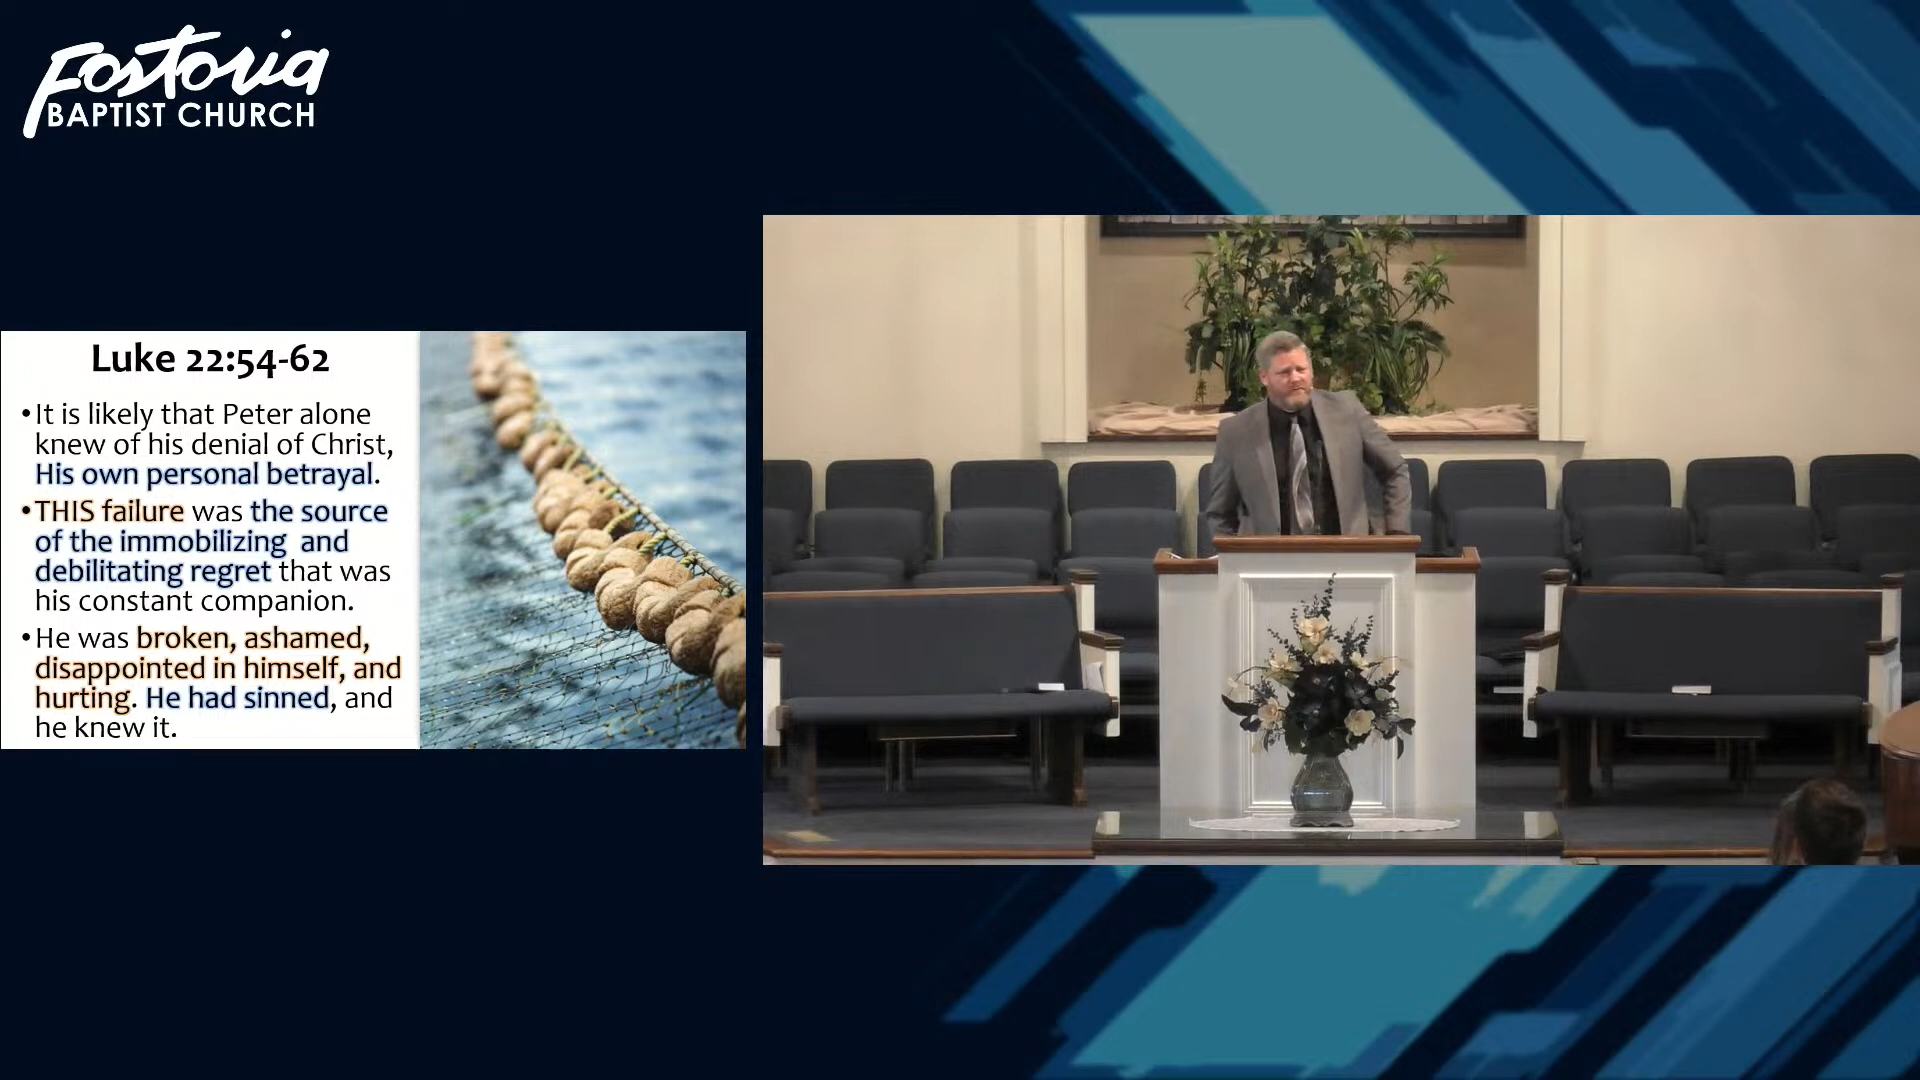 Fostoria
BAPTIST CHURCH
Luke 22:54-62
•It is likely that Peter alone
knew of his denial of Christ,
His own personal betrayal.
•THIS failure was the source
of the immobilizing and
debilitating regret that was
his constant companion.
•He was broken, ashamed,
disappointed in himself, and
hurting. He had sinned, and
he knew it.